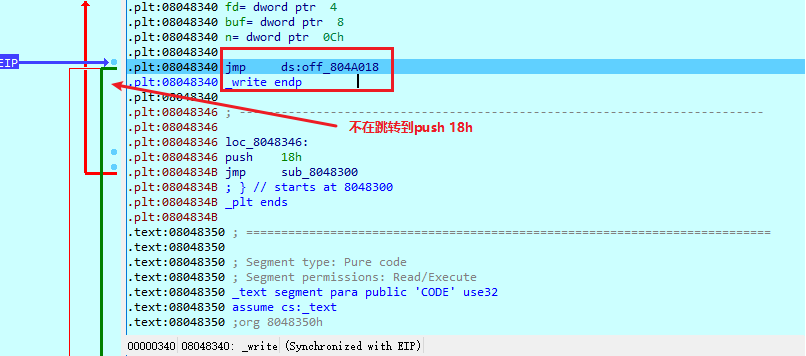 .plt:08048340 fd= dword ptr  4
.plt:08048340 buf= dword ptr  8
.plt:08048340 n= dword ptr  0Ch
.plt:08048340
EIP
.plt:08048340 jmp     ds:off_804A018
.plt:08048340 _write endp
.plt:08048340
.plt:08048346 ; ---------------------------------------------------------------------------
.plt:08048346
不在跳转到push 18h
.plt:08048346 loc_8048346:
.plt:08048346 push    18h
.plt:0804834B jmp     sub_8048300
.plt:0804834B ; } // starts at 8048300
.plt:0804834B _plt ends
.plt:0804834B
.text:08048350 ; ===========================================================================
.text:08048350
.text:08048350 ; Segment type: Pure code
.text:08048350 ; Segment permissions: Read/Execute
.text:08048350 _text segment para public 'CODE' use32
.text:08048350 assume cs:_text
.text:08048350 ;org 8048350h
00000340 08048340: _write (Synchronized with EIP)